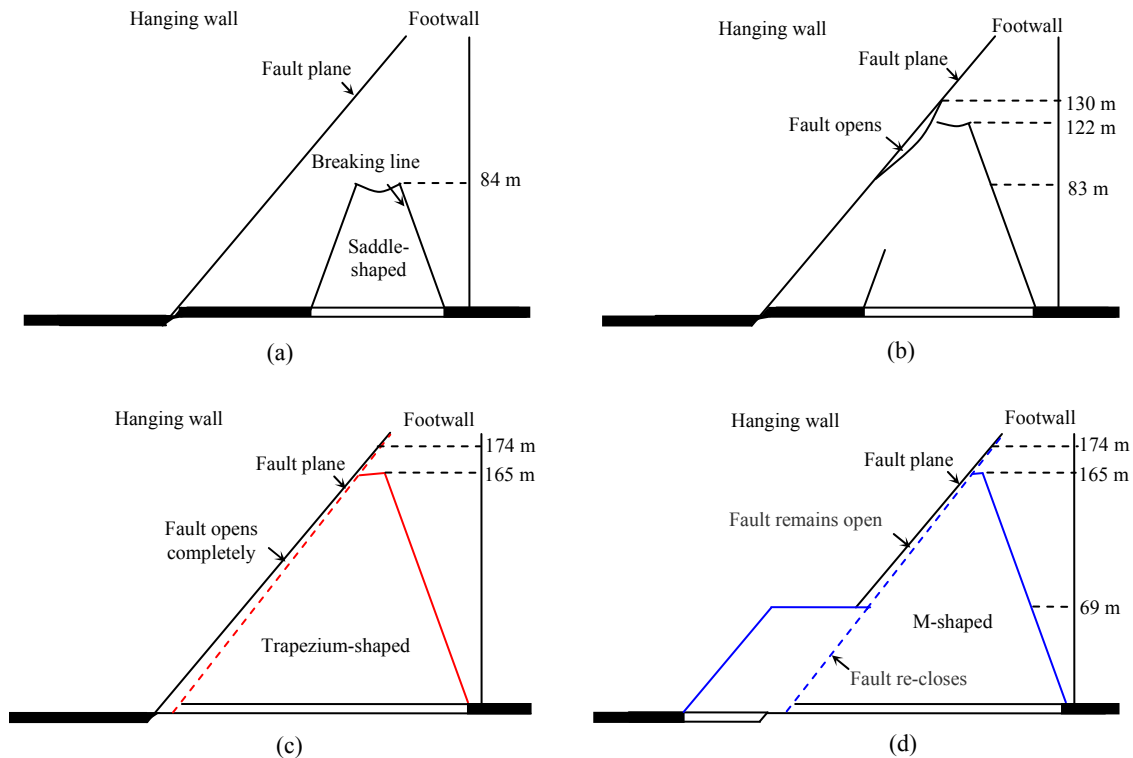 Hanging wall
Footwall
Fault plane
Breaking line
84 m
Saddle-
shaped
(a)
Hanging wall
Footwall
Fault plane
130 m
Fault opens
122 m
83 m
(b)
Hanging wall
Footwall
174 m
Fault plane
165 m
Fault opens
completely
Trapezium-shaped
(c)
Hanging wall
Footwall
174 m
Fault plane
165 m
Fault remains open
69 m
M-shaped
Fault re-closes
(d)